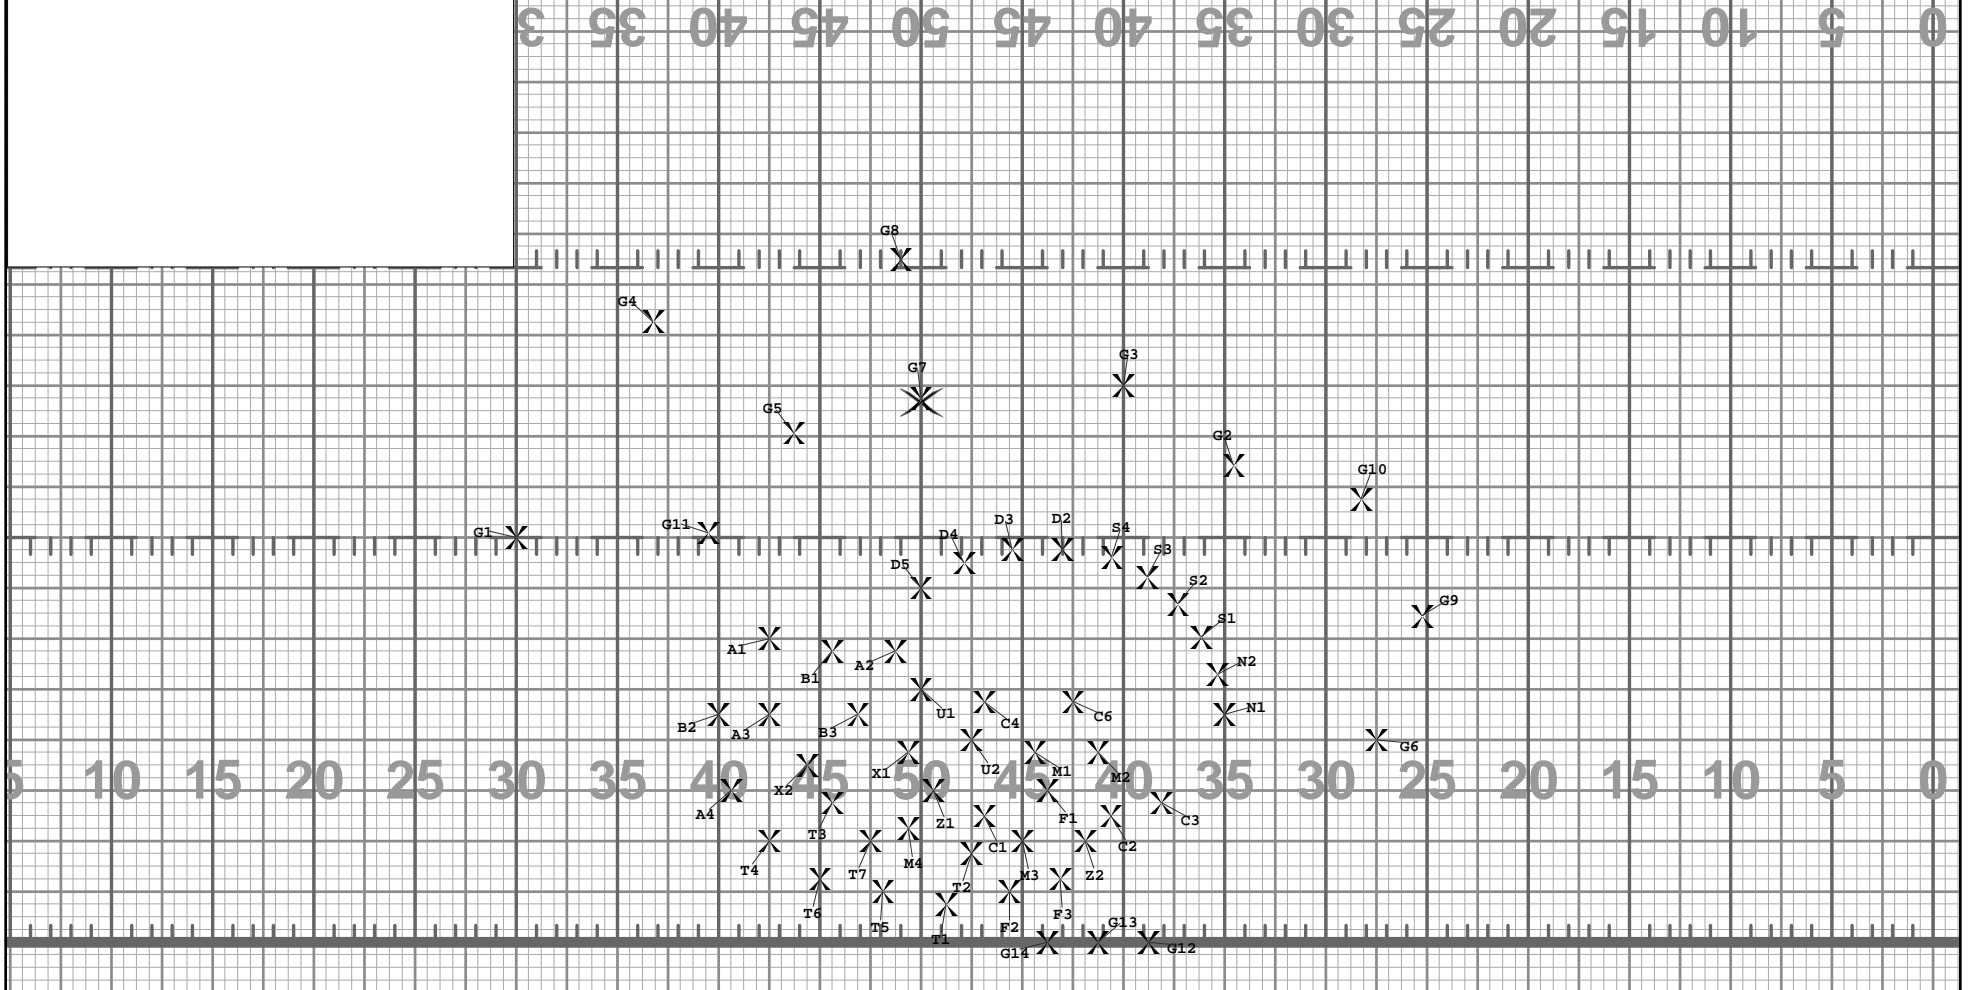 3 35 40 45 50 45 40 35 30 25 20 15 10 5 0
G8
G4
G3
G7
G5
G2
G10
G1 G11 D4 D3 D2 S4
S3
D5 S2
G9
S1
A1 B1 A2 N2
U1 C4 C6 N1
B2 A3 B3 G6
X1 U2 M1 M2
5 10 15 20 25 30 35 40 45 50 45 40 35 30 25 20 15 10 5 0
X2
A4 T3 Z1 F1 C3
C1 C2
T4 T7 M4 M3 Z2
T2
T6 T5 F2 F3 G13
T1 G14 G12